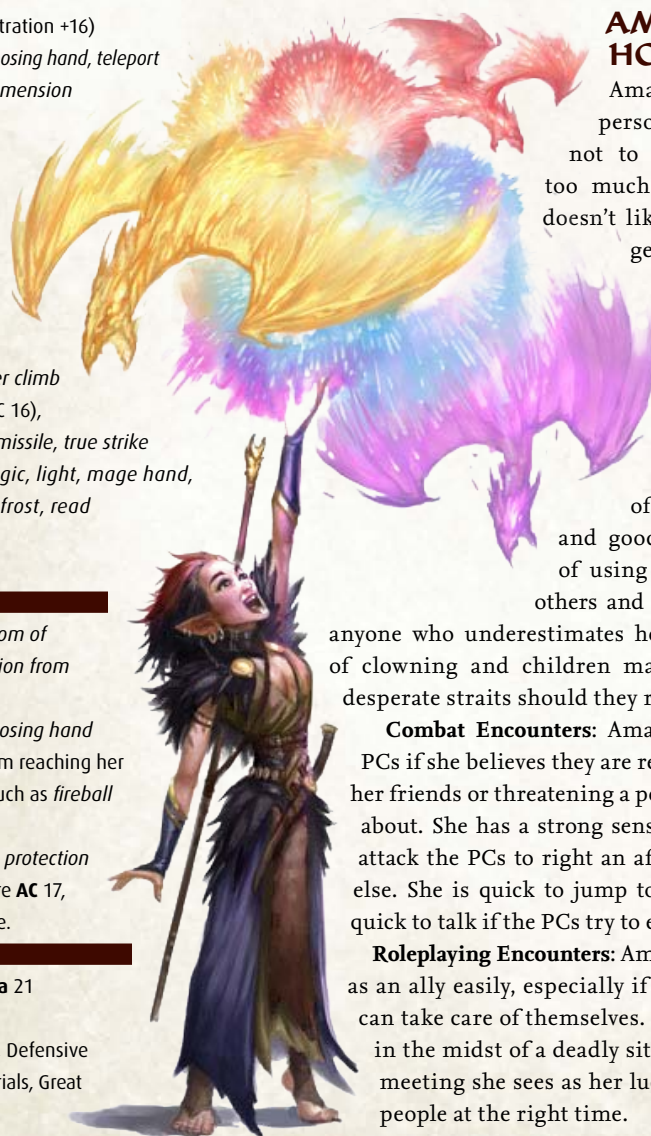 tration +16)
osing hand, teleport
mension
er climb
C 16),
missile, true strike
gic, light, mage hand,
frost, read
om of
ion from
osing hand
m reaching her
uch as fireball
protection
re AC 17,
e.
a 21
Defensive
rials, Great
AM
HO
Ama
perso
not to
too much
doesn't lik
ge
of
and good
of using
others and
anyone who underestimates he
of clowning and children ma
desperate straits should they r
Combat Encounters: Ama
PCs if she believes they are re
her friends or threatening a pe
about. She has a strong sens
attack the PCs to right an af
else. She is quick to jump to
quick to talk if the PCs try to e
Roleplaying Encounters: Am
as an ally easily, especially if
can take care of themselves.
in the midst of a deadly sit
meeting she sees as her luc
people at the right time.